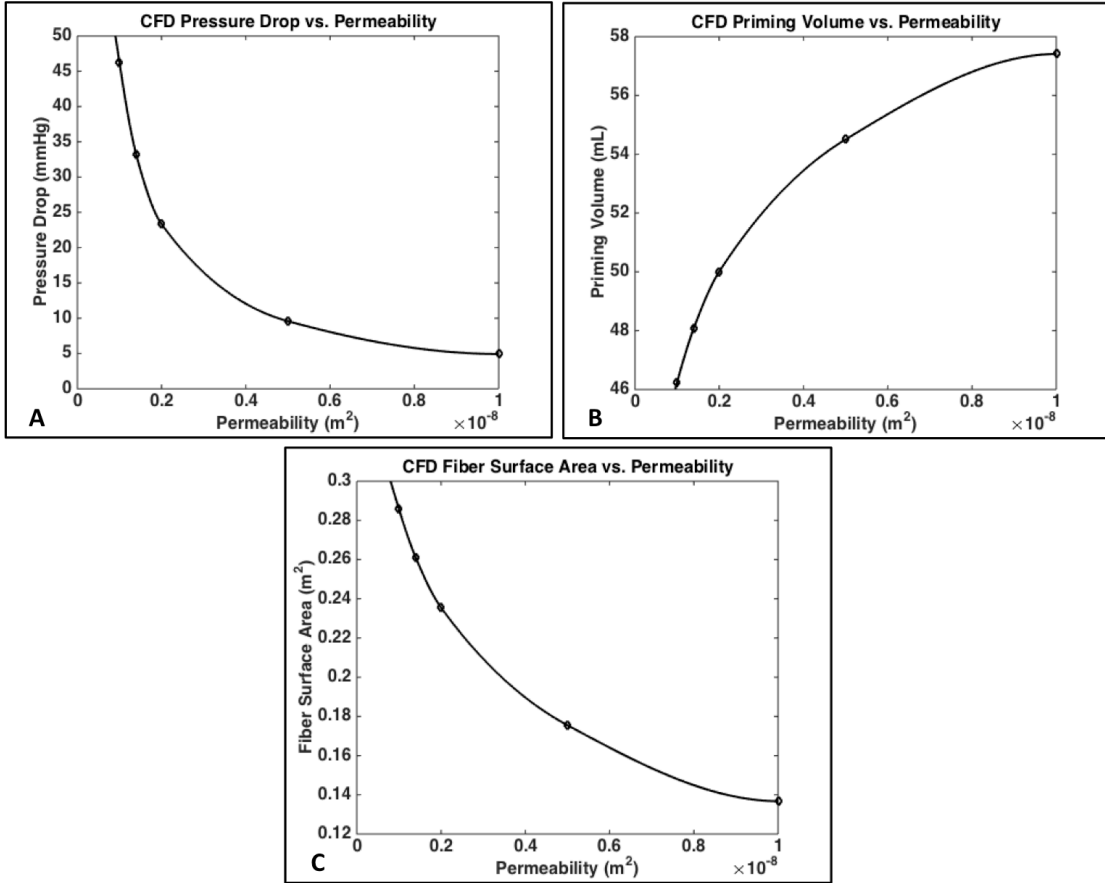 CFD Pressure Drop vs. Permeability
50
45
40
35
30
25
20
15
10
5
0
Pressure Drop (mmHg)
0 0.2 0.4 0.6 0.8 1
Permeability (m²)
×10⁻⁸
A
CFD Priming Volume vs. Permeability
58
56
54
52
50
48
46
Priming Volume (mL)
0 0.2 0.4 0.6 0.8 1
Permeability (m²)
×10⁻⁸
B
CFD Fiber Surface Area vs. Permeability
0.3
0.28
0.26
0.24
0.22
0.2
0.18
0.16
0.14
0.12
Fiber Surface Area (m²)
0 0.2 0.4 0.6 0.8 1
Permeability (m²)
×10⁻⁸
C